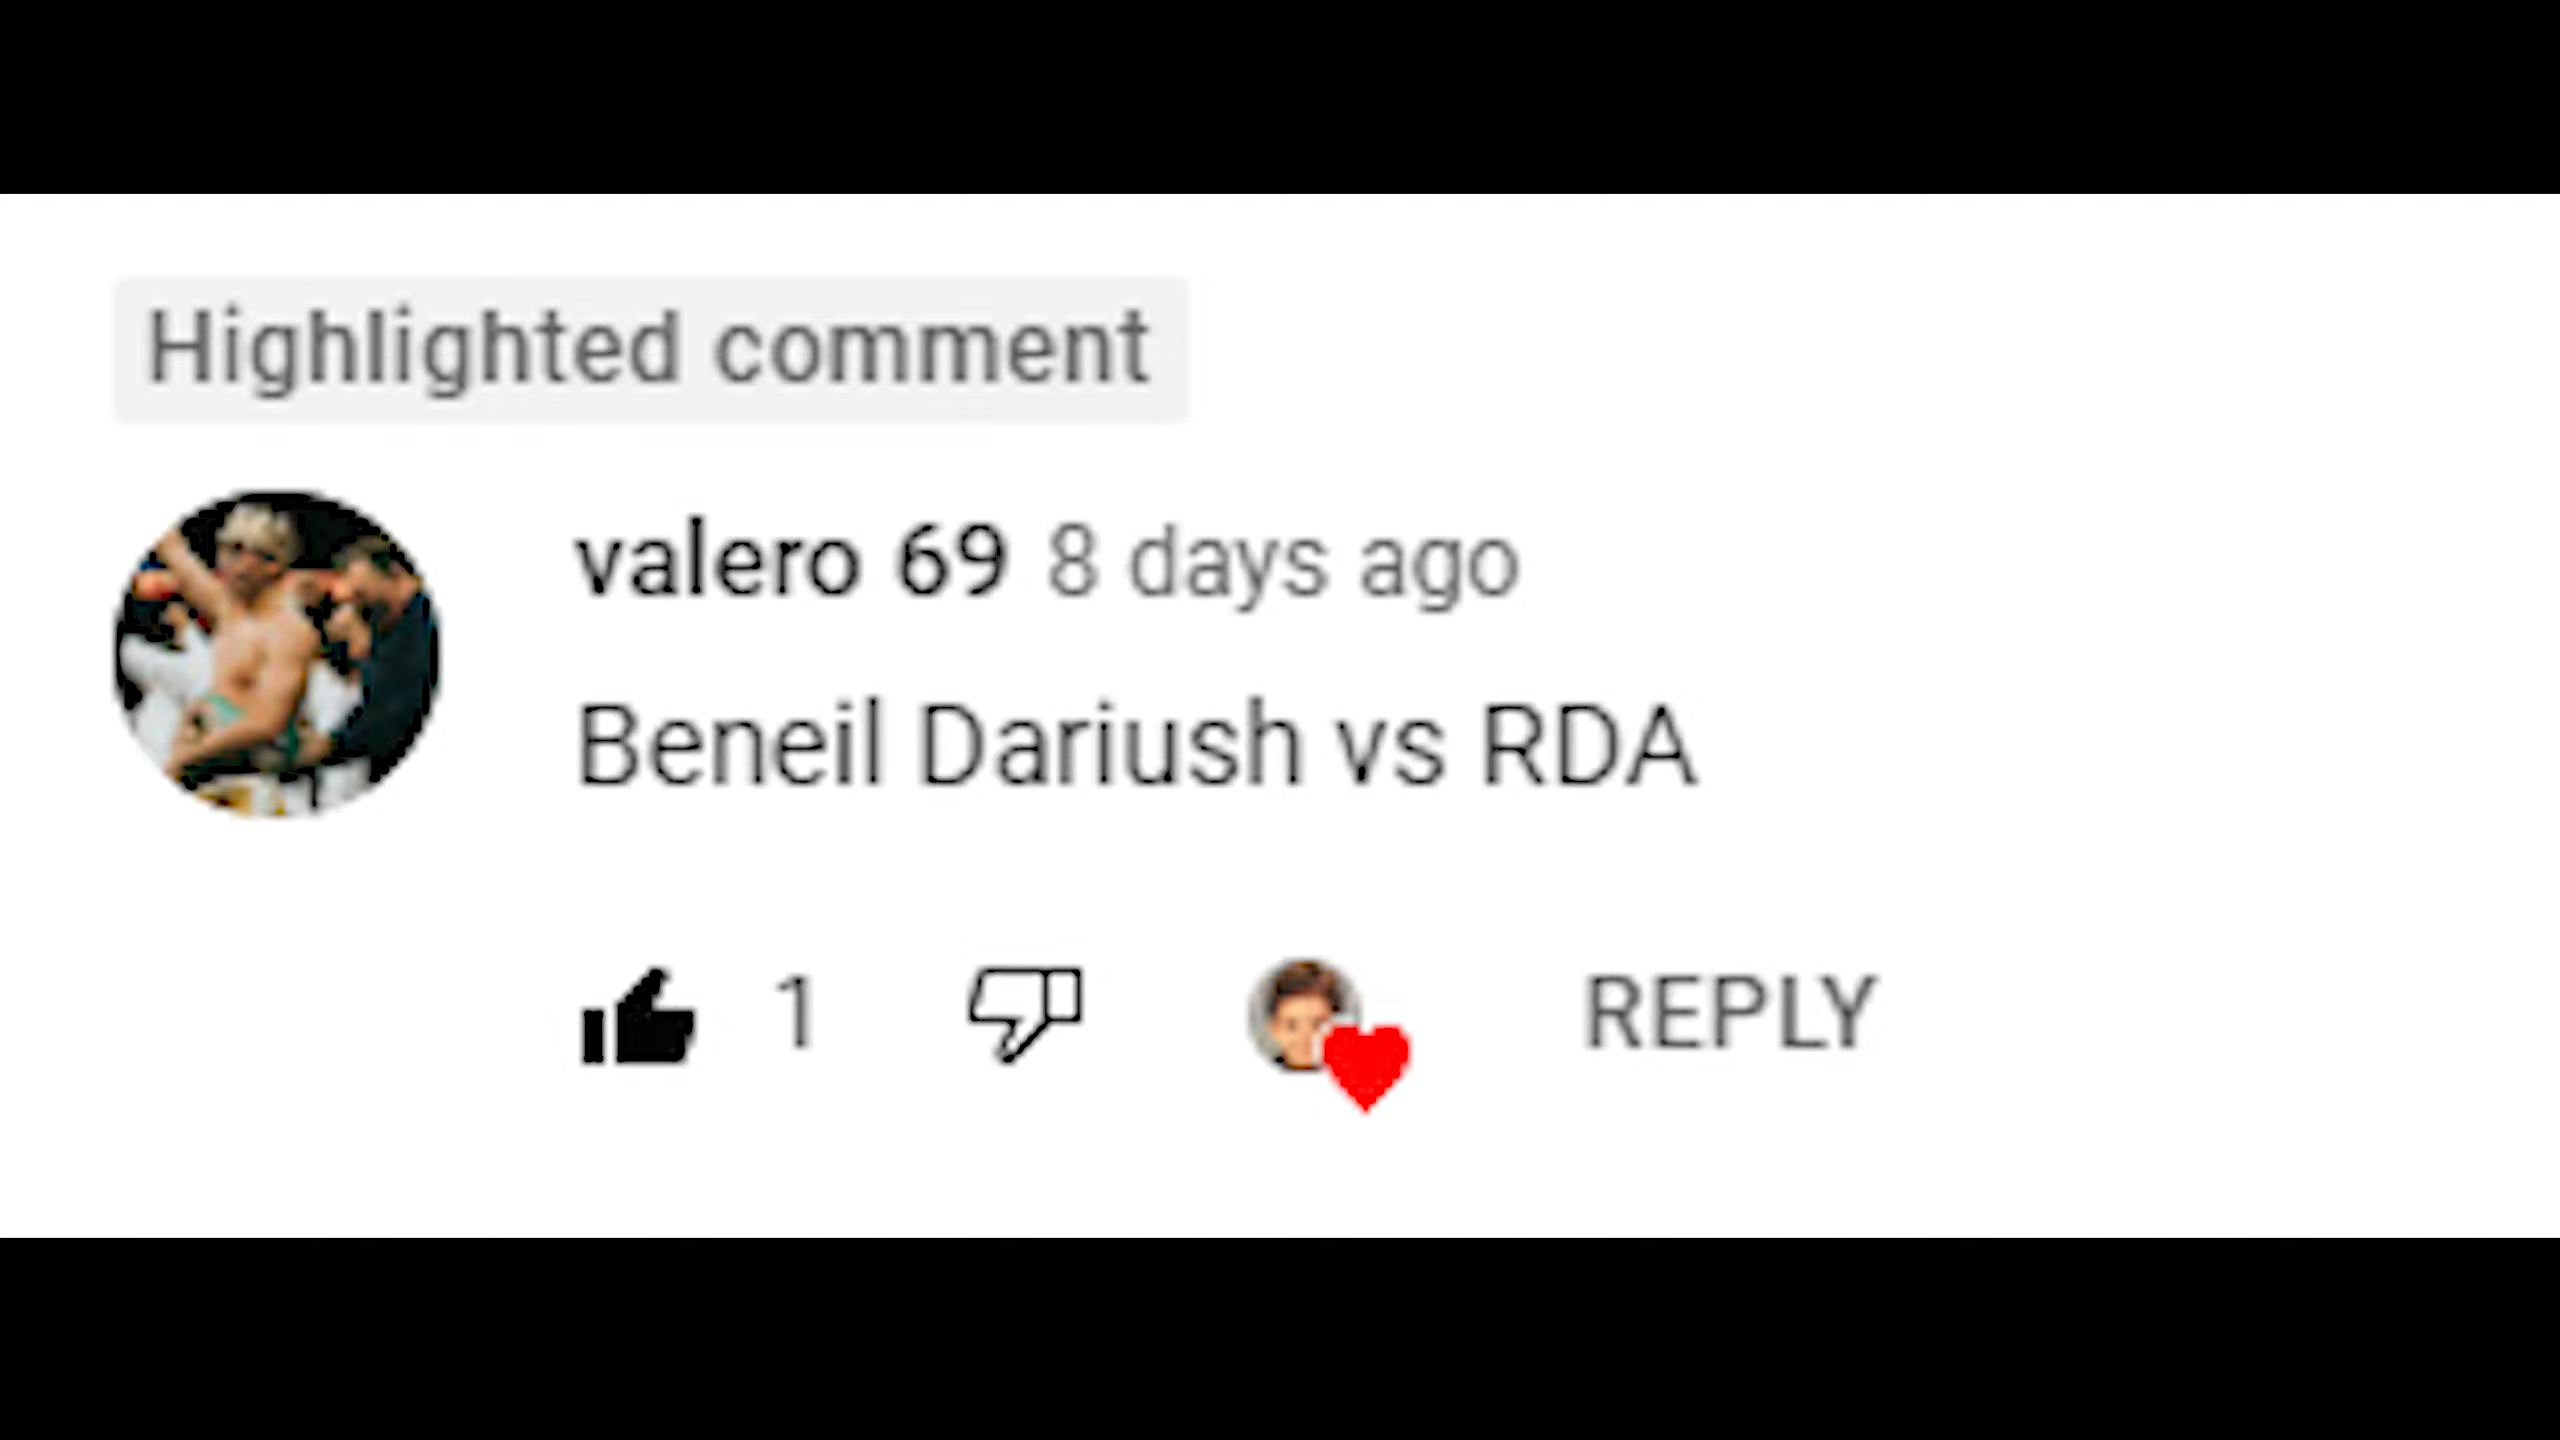 Highlighted comment
valero 69 8 days ago
Beneil Dariush vs RDA
1 REPLY